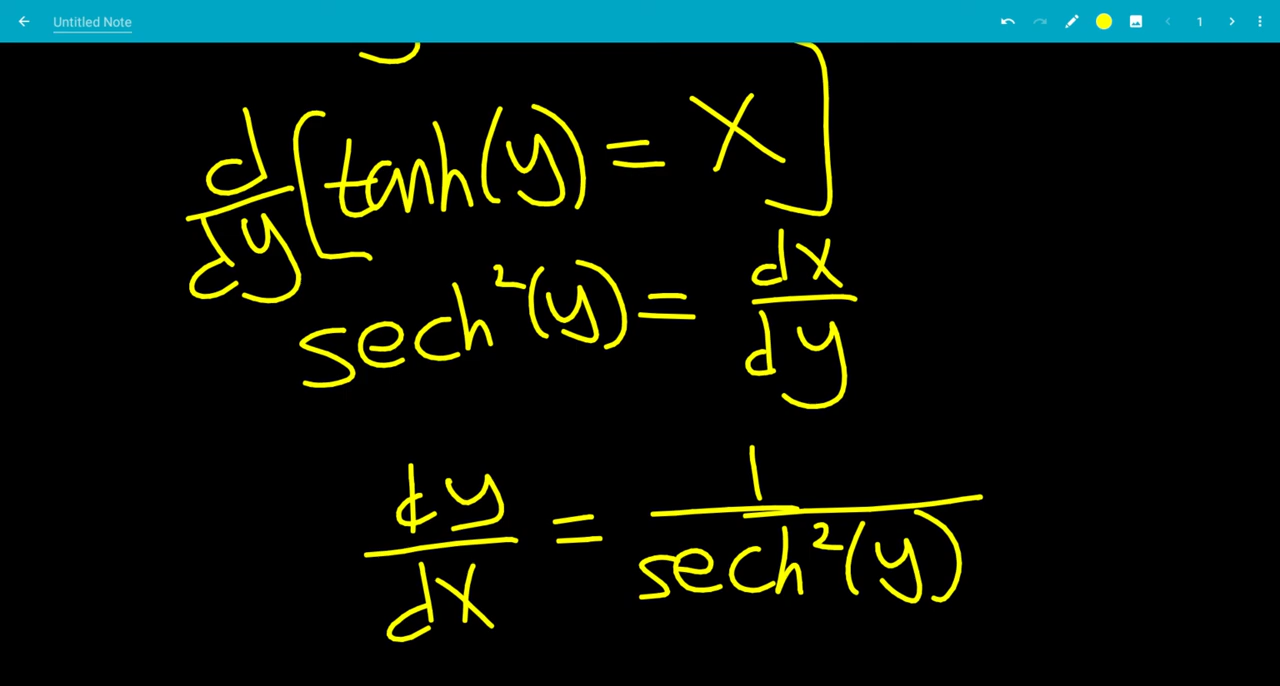 Untitled Note
1
d/dy [tanh(y) = x]
sech²(y) = dx/dy
dy/dx = 1/sech²(y)